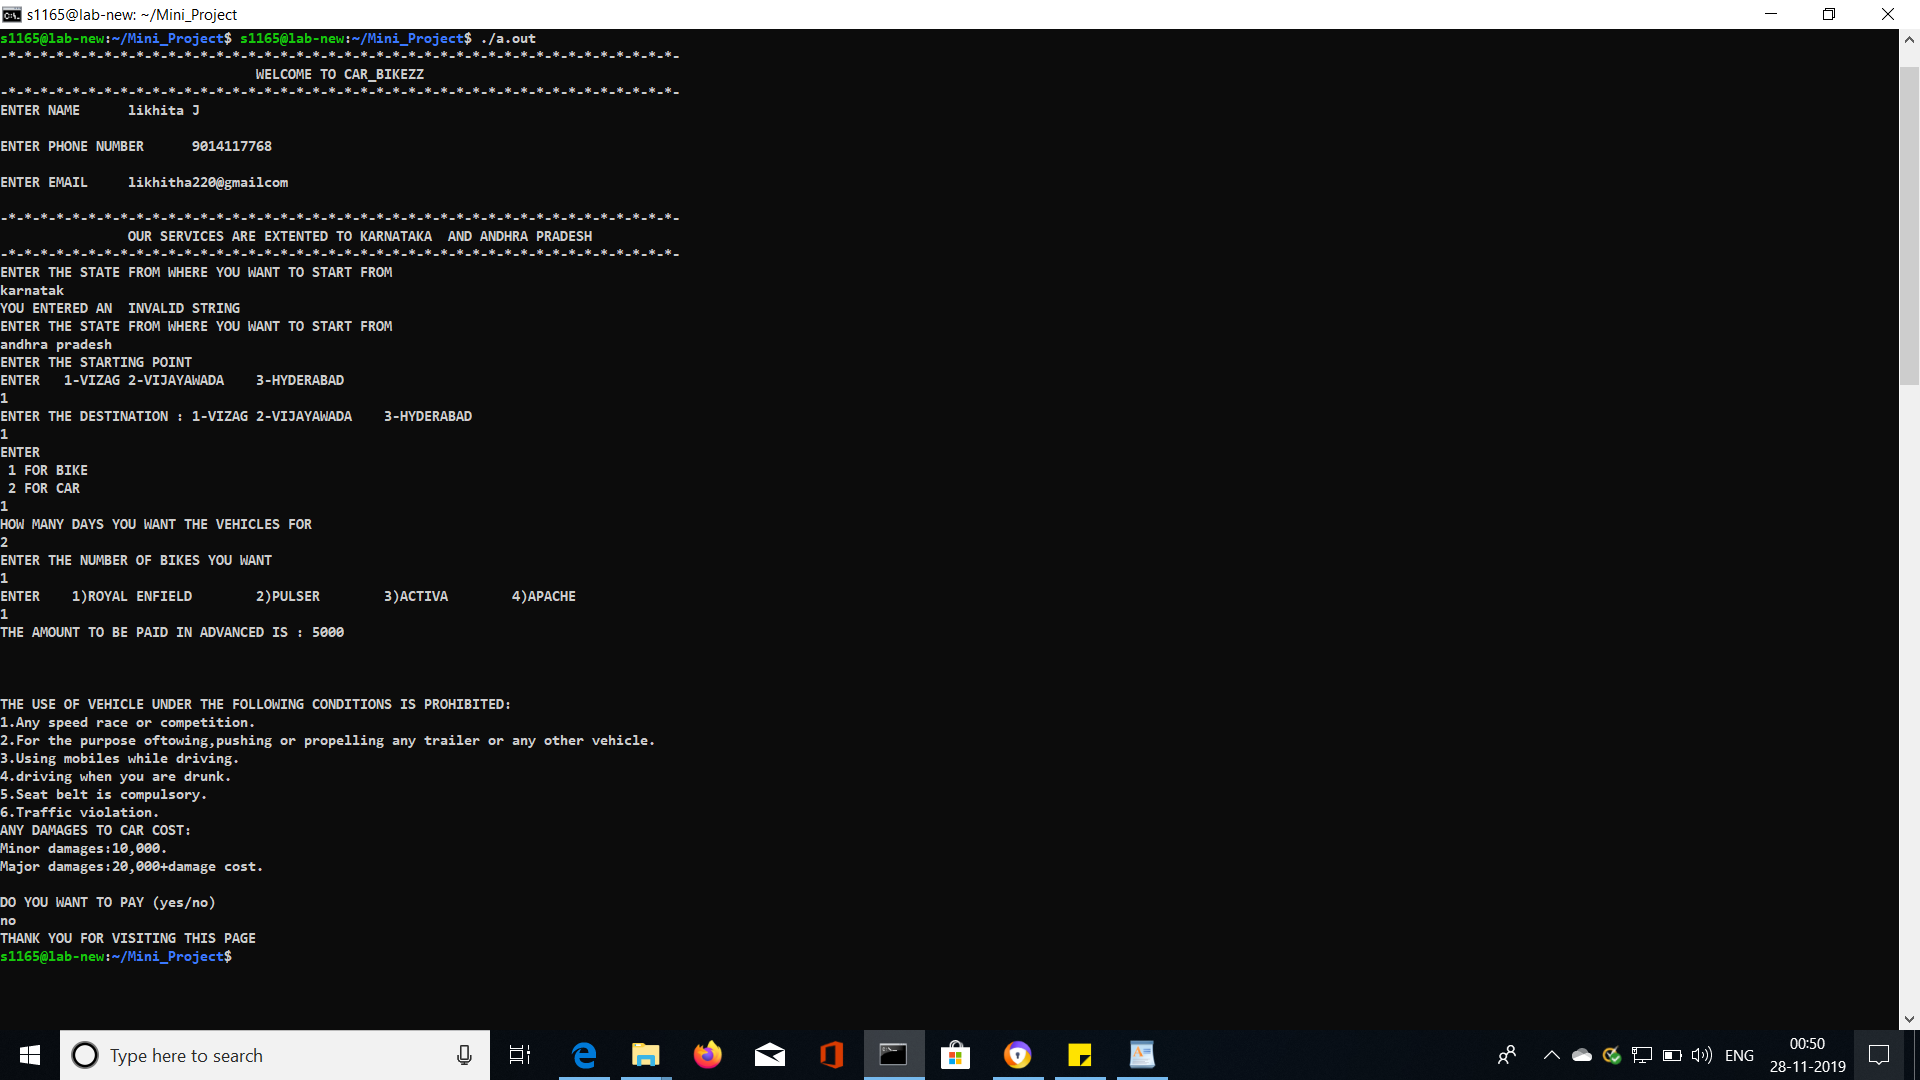 s1165@lab-new: ~/Mini_Project
s1165@lab-new:~/Mini_Project$ s1165@lab-new:~/Mini_Project$ ./a.out
-*-*-*-*-*-*-*-*-*-*-*-*-*-*-*-*-*-*-*-*-*-*-*-*-*-*-*-*-*-*-*-*-*-*-*-*-*-*-*-*-*-*-
WELCOME TO CAR_BIKEZZ
-*-*-*-*-*-*-*-*-*-*-*-*-*-*-*-*-*-*-*-*-*-*-*-*-*-*-*-*-*-*-*-*-*-*-*-*-*-*-*-*-*-*-
ENTER NAME      likhita J
ENTER PHONE NUMBER      9014117768
ENTER EMAIL     likhitha220@gmailcom
-*-*-*-*-*-*-*-*-*-*-*-*-*-*-*-*-*-*-*-*-*-*-*-*-*-*-*-*-*-*-*-*-*-*-*-*-*-*-*-*-*-*-
OUR SERVICES ARE EXTENTED TO KARNATAKA  AND ANDHRA PRADESH
-*-*-*-*-*-*-*-*-*-*-*-*-*-*-*-*-*-*-*-*-*-*-*-*-*-*-*-*-*-*-*-*-*-*-*-*-*-*-*-*-*-*-
ENTER THE STATE FROM WHERE YOU WANT TO START FROM
karnatak
YOU ENTERED AN  INVALID STRING
ENTER THE STATE FROM WHERE YOU WANT TO START FROM
andhra pradesh
ENTER THE STARTING POINT
ENTER   1-VIZAG 2-VIJAYAWADA    3-HYDERABAD
1
ENTER THE DESTINATION : 1-VIZAG 2-VIJAYAWADA    3-HYDERABAD
1
ENTER
1 FOR BIKE
2 FOR CAR
1
HOW MANY DAYS YOU WANT THE VEHICLES FOR
2
ENTER THE NUMBER OF BIKES YOU WANT
1
ENTER    1)ROYAL ENFIELD        2)PULSER        3)ACTIVA        4)APACHE
1
THE AMOUNT TO BE PAID IN ADVANCED IS : 5000
THE USE OF VEHICLE UNDER THE FOLLOWING CONDITIONS IS PROHIBITED:
1.Any speed race or competition.
2.For the purpose oftowing,pushing or propelling any trailer or any other vehicle.
3.Using mobiles while driving.
4.driving when you are drunk.
5.Seat belt is compulsory.
6.Traffic violation.
ANY DAMAGES TO CAR COST:
Minor damages:10,000.
Major damages:20,000+damage cost.
DO YOU WANT TO PAY (yes/no)
no
THANK YOU FOR VISITING THIS PAGE
s1165@lab-new:~/Mini_Project$
Type here to search
ENG
00:50
28-11-2019